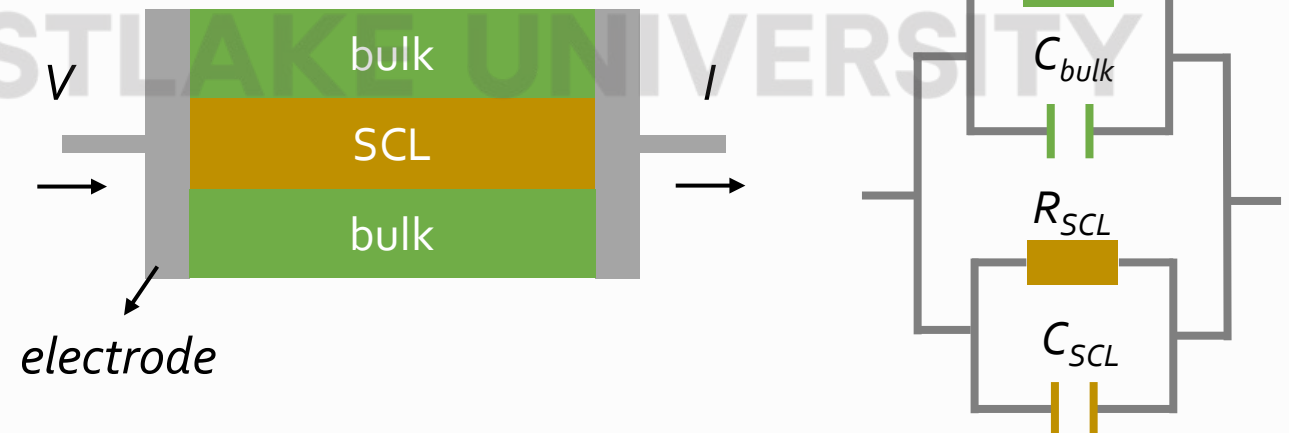 STLAKE UNIVERSITY
V
bulk
I
SCL
bulk
electrode
C_bulk
R_SCL
C_SCL